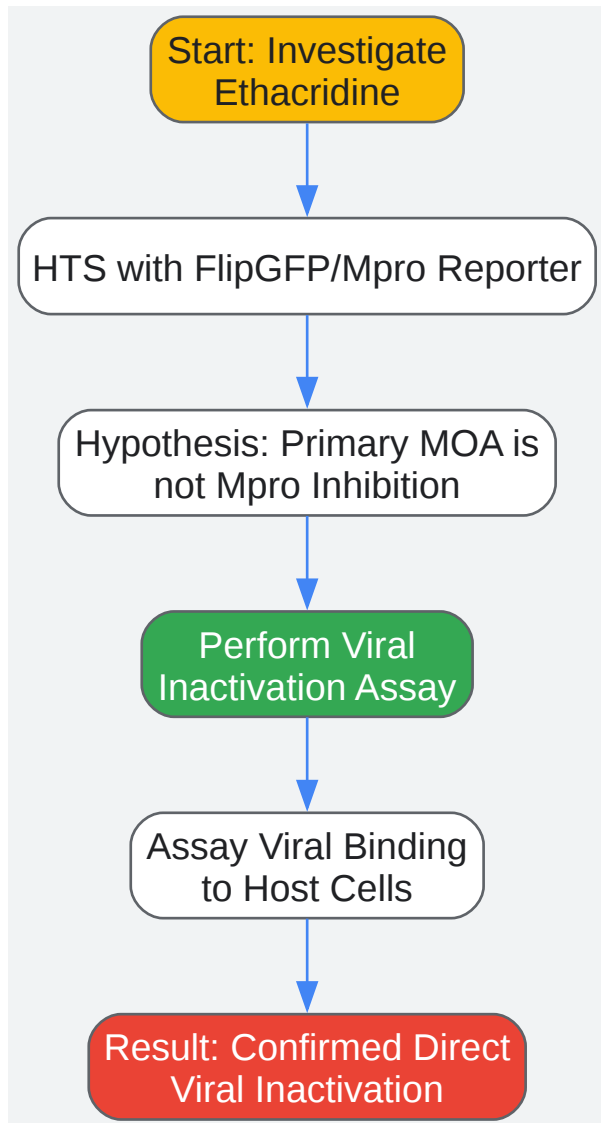 Start: Investigate
Ethacridine
HTS with FlipGFP/Mpro Reporter
Hypothesis: Primary MOA is
not Mpro Inhibition
Perform Viral
Inactivation Assay
Assay Viral Binding
to Host Cells
Result: Confirmed Direct
Viral Inactivation